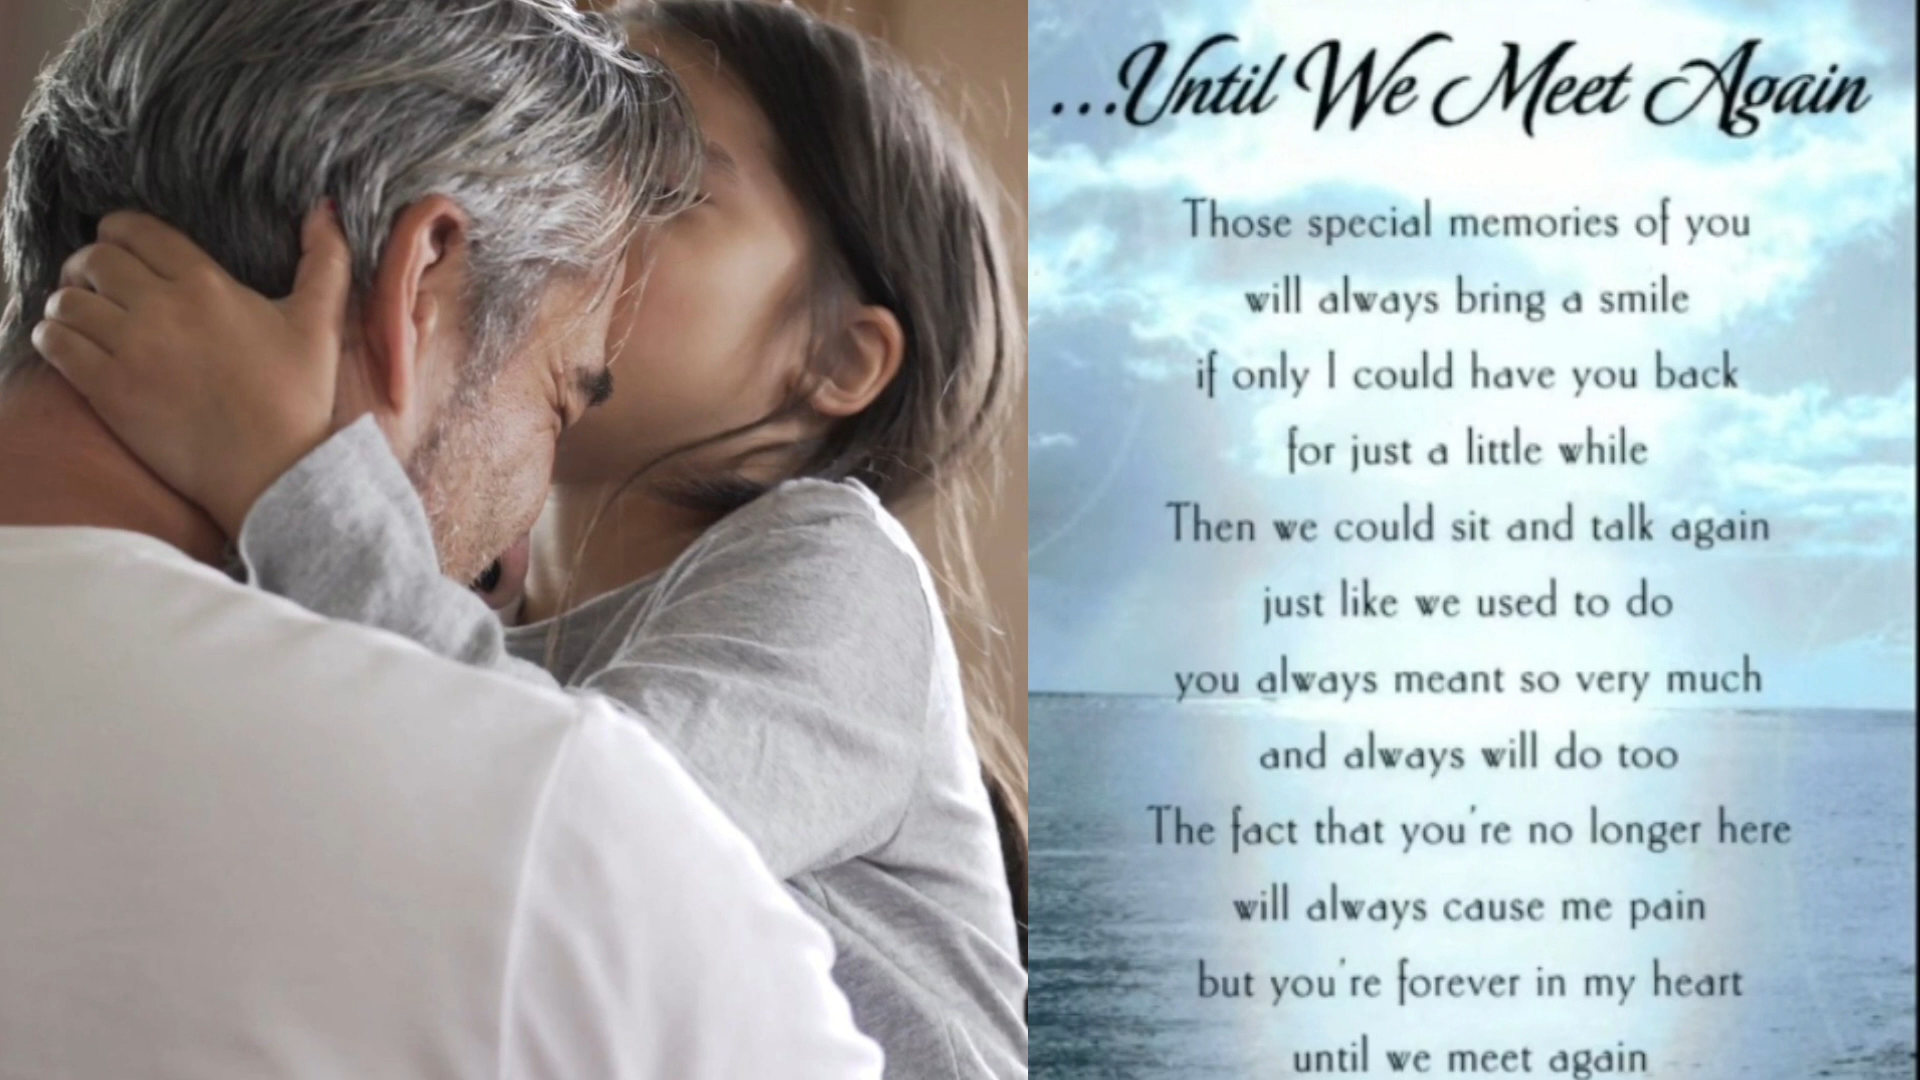 ...Until We Meet Again
Those special memories of you
will always bring a smile
if only I could have you back
for just a little while
Then we could sit and talk again
just like we used to do
you always meant so very much
and always will do too
The fact that you're no longer here
will always cause me pain
but you're forever in my heart
until we meet again